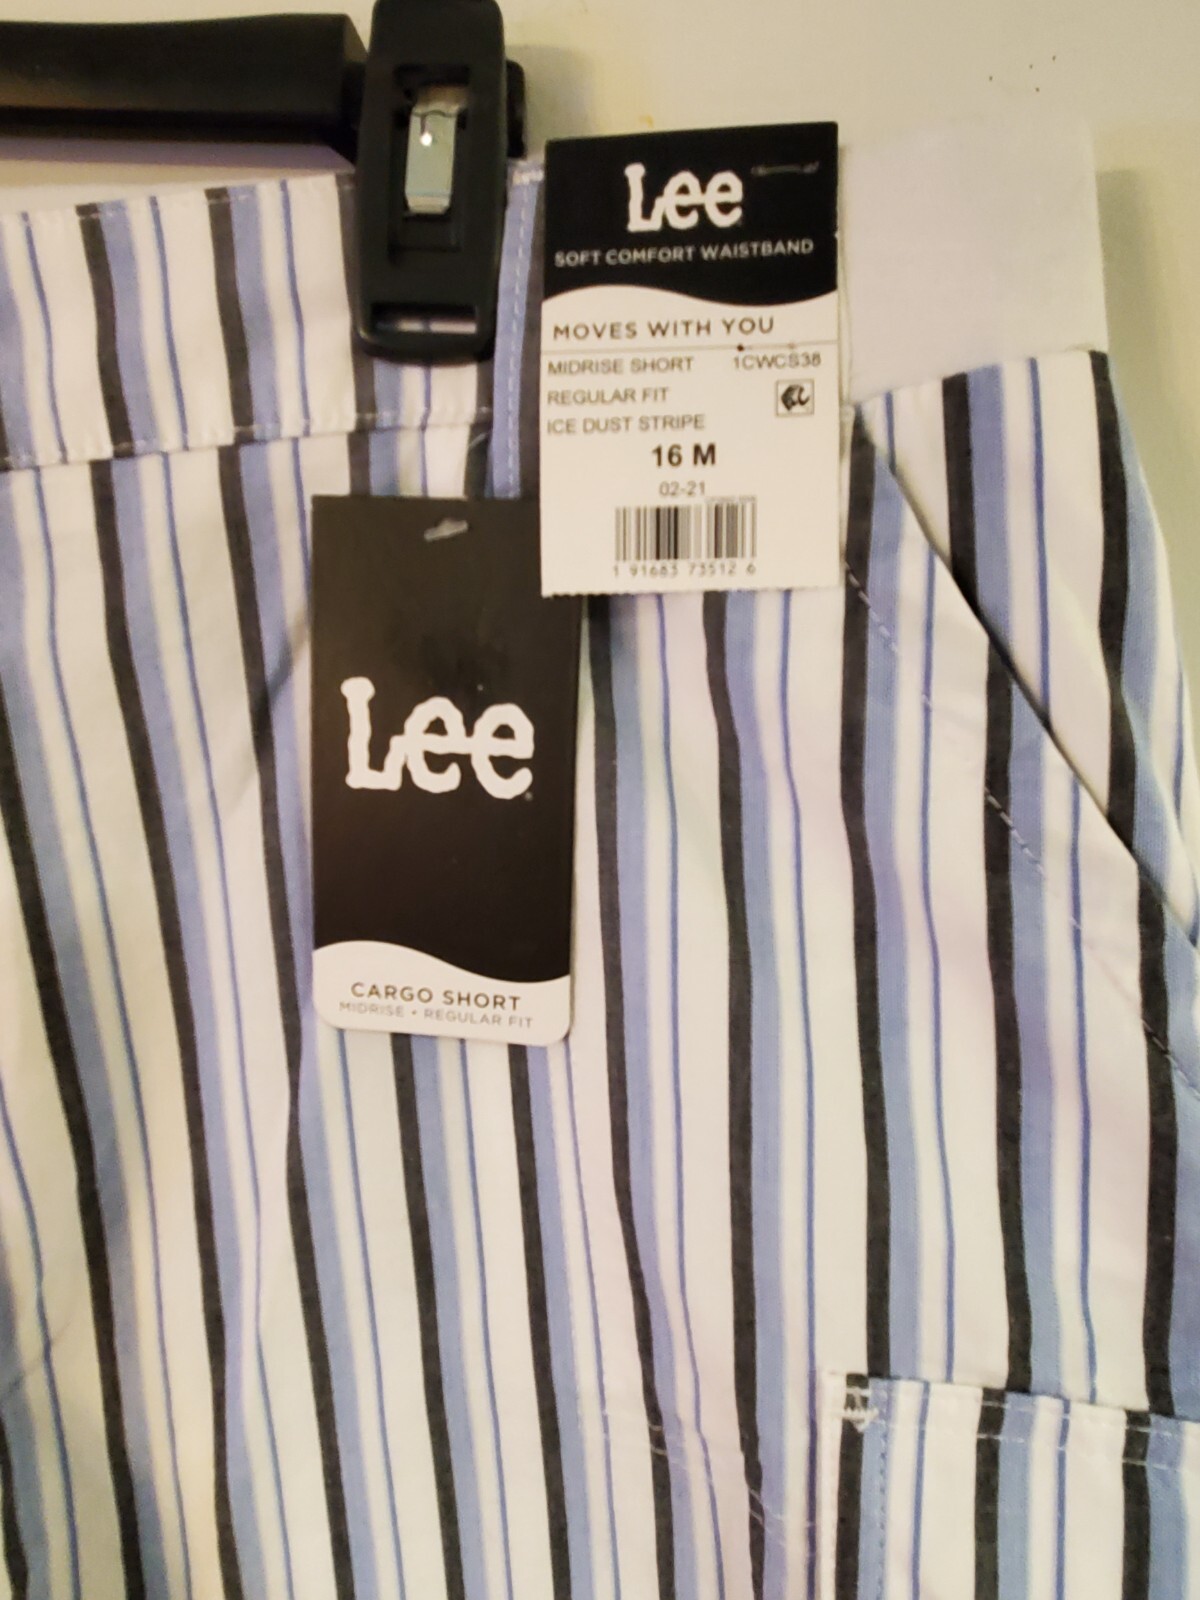 Lee
SOFT COMFORT WAISTBAND
MOVES WITH YOU
MIDRISE SHORT 1CWCS38
REGULAR FIT
ICE DUST STRIPE
16 M
02-21
1 91683 73512 6
Lee
CARGO SHORT
MIDRISE • REGULAR FIT